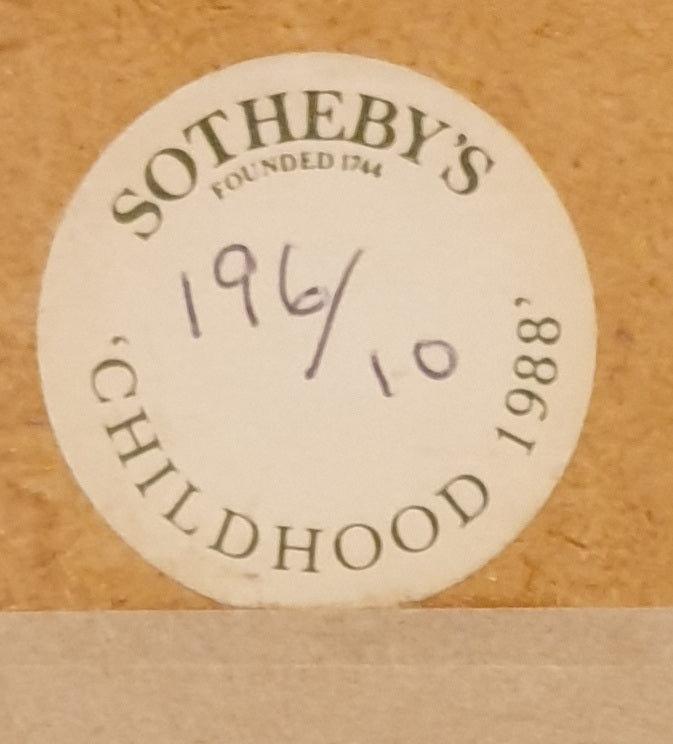 SOTHEBY'S
FOUNDED 1744
196/10
'CHILDHOOD 1988'